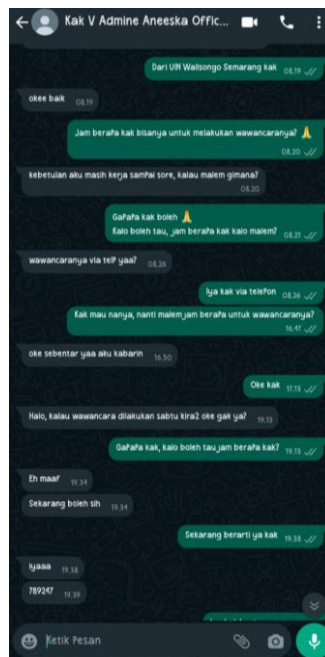 Kak V Admine Aneeska Offic...
Dari UIN Walisongo Semarang kak 08.19
okee baik 08.19
Jam berapa kak bisanya untuk melakukan wawancaranya? 🙏
08.20
kebetulan aku masih kerja sampai sore, kalau malem gimana?
08.20
Gapapa kak boleh 🙏
Kalo boleh tau, jam berapa kak kalo malem? 08.21
wawancaranya via telp yaa? 08.26
Iya kak via telepon 08.26
Kak mau nanya, nanti malem jam berapa untuk wawancaranya?
16.47
oke sebentar yaa aku kabarin 16.50
Oke kak 17.13
Halo, kalau wawancara dilakukan sabtu kira2 oke gak ya? 19.13
Gapapa kak, kalo boleh tau jam berapa kak? 19.13
Eh maaf 19.34
Sekarang boleh sih 19.34
Sekarang berarti ya kak 19.38
Iyaaa 19.38
789247 19.39
Ketik Pesan